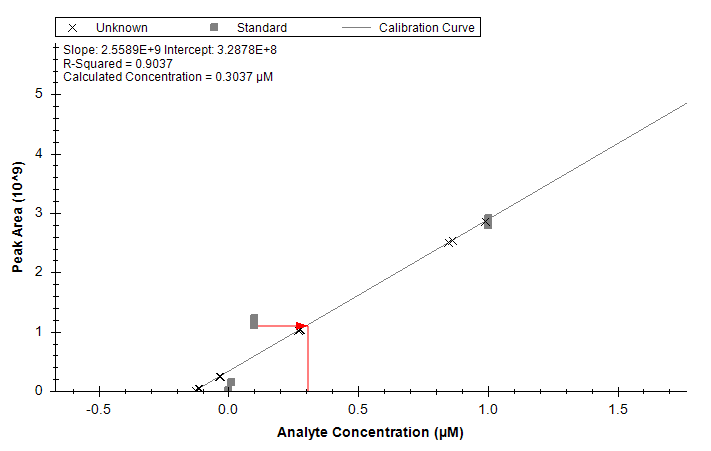 Unknown Standard Calibration Curve
Slope: 2.5589E+9 Intercept: 3.2878E+8
R-Squared = 0.9037
Calculated Concentration = 0.3037 µM
5
4
3
2
1
0
Peak Area (10^9)
-0.5 0.0 0.5 1.0 1.5
Analyte Concentration (µM)